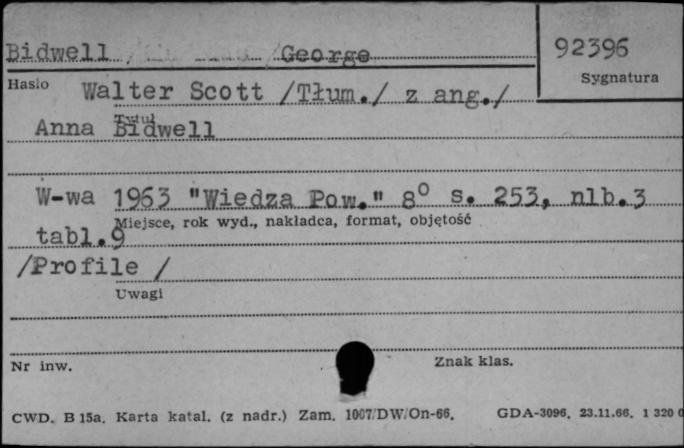 Bidwell / / George
92396
Sygnatura
Hasło
Walter Scott /Tłum./ z ang./
Tytuł
Anna Bidwell
W-wa 1963 "Wiedza Pow." 8° s. 253, nlb.3
Miejsce, rok wyd., nakładca, format, objętość
tabl.9
/Profile /
Uwagi
Nr inw.
Znak klas.
CWD. B 15a. Karta katal. (z nadr.) Zam. 1007/DW/On-66. GDA-3096. 23.11.66. 1 320 0